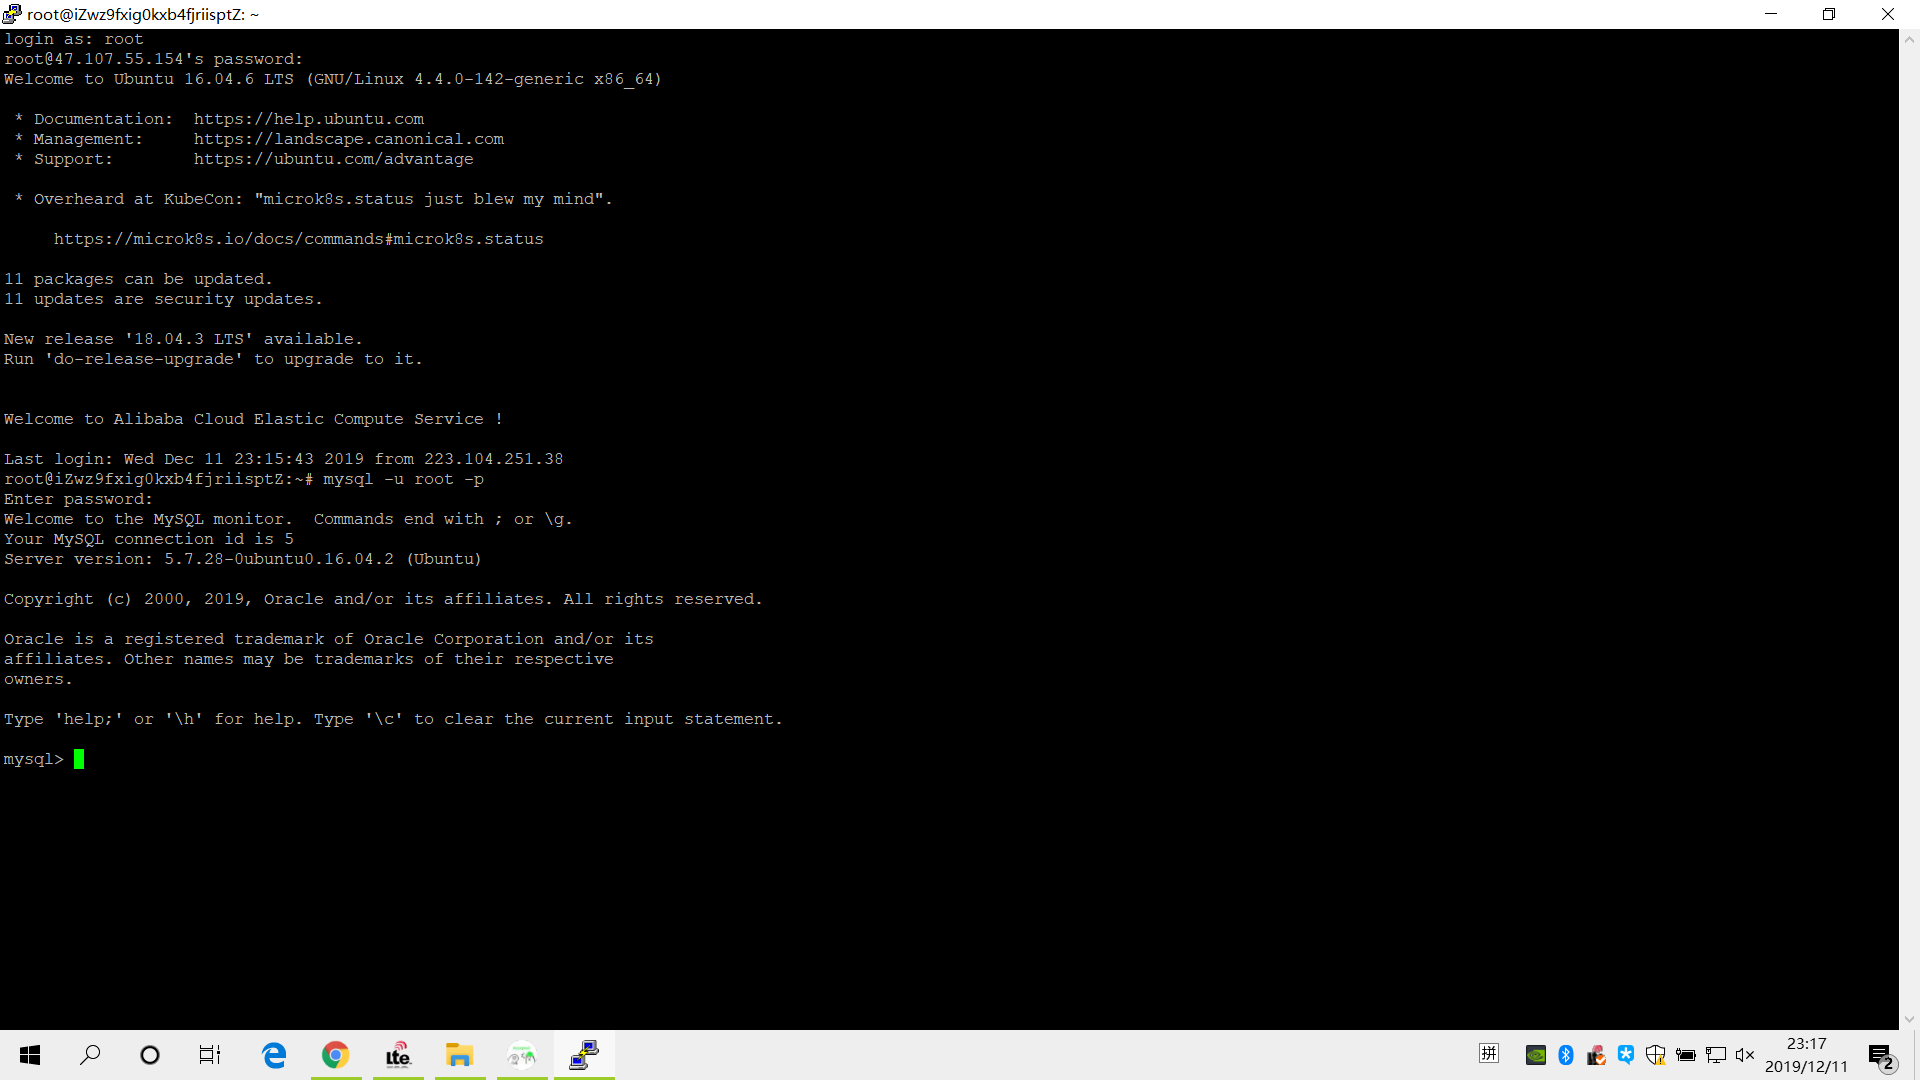 root@iZwz9fxig0kxb4fjriisptZ: ~
login as: root
root@47.107.55.154's password:
Welcome to Ubuntu 16.04.6 LTS (GNU/Linux 4.4.0-142-generic x86_64)
* Documentation:  https://help.ubuntu.com
* Management:     https://landscape.canonical.com
* Support:        https://ubuntu.com/advantage
* Overheard at KubeCon: "microk8s.status just blew my mind".
https://microk8s.io/docs/commands#microk8s.status
11 packages can be updated.
11 updates are security updates.
New release '18.04.3 LTS' available.
Run 'do-release-upgrade' to upgrade to it.
Welcome to Alibaba Cloud Elastic Compute Service !
Last login: Wed Dec 11 23:15:43 2019 from 223.104.251.38
root@iZwz9fxig0kxb4fjriisptZ:~# mysql -u root -p
Enter password:
Welcome to the MySQL monitor.  Commands end with ; or \g.
Your MySQL connection id is 5
Server version: 5.7.28-0ubuntu0.16.04.2 (Ubuntu)
Copyright (c) 2000, 2019, Oracle and/or its affiliates. All rights reserved.
Oracle is a registered trademark of Oracle Corporation and/or its
affiliates. Other names may be trademarks of their respective
owners.
Type 'help;' or '\h' for help. Type '\c' to clear the current input statement.
mysql>
lte
拼
23:17
2019/12/11
2